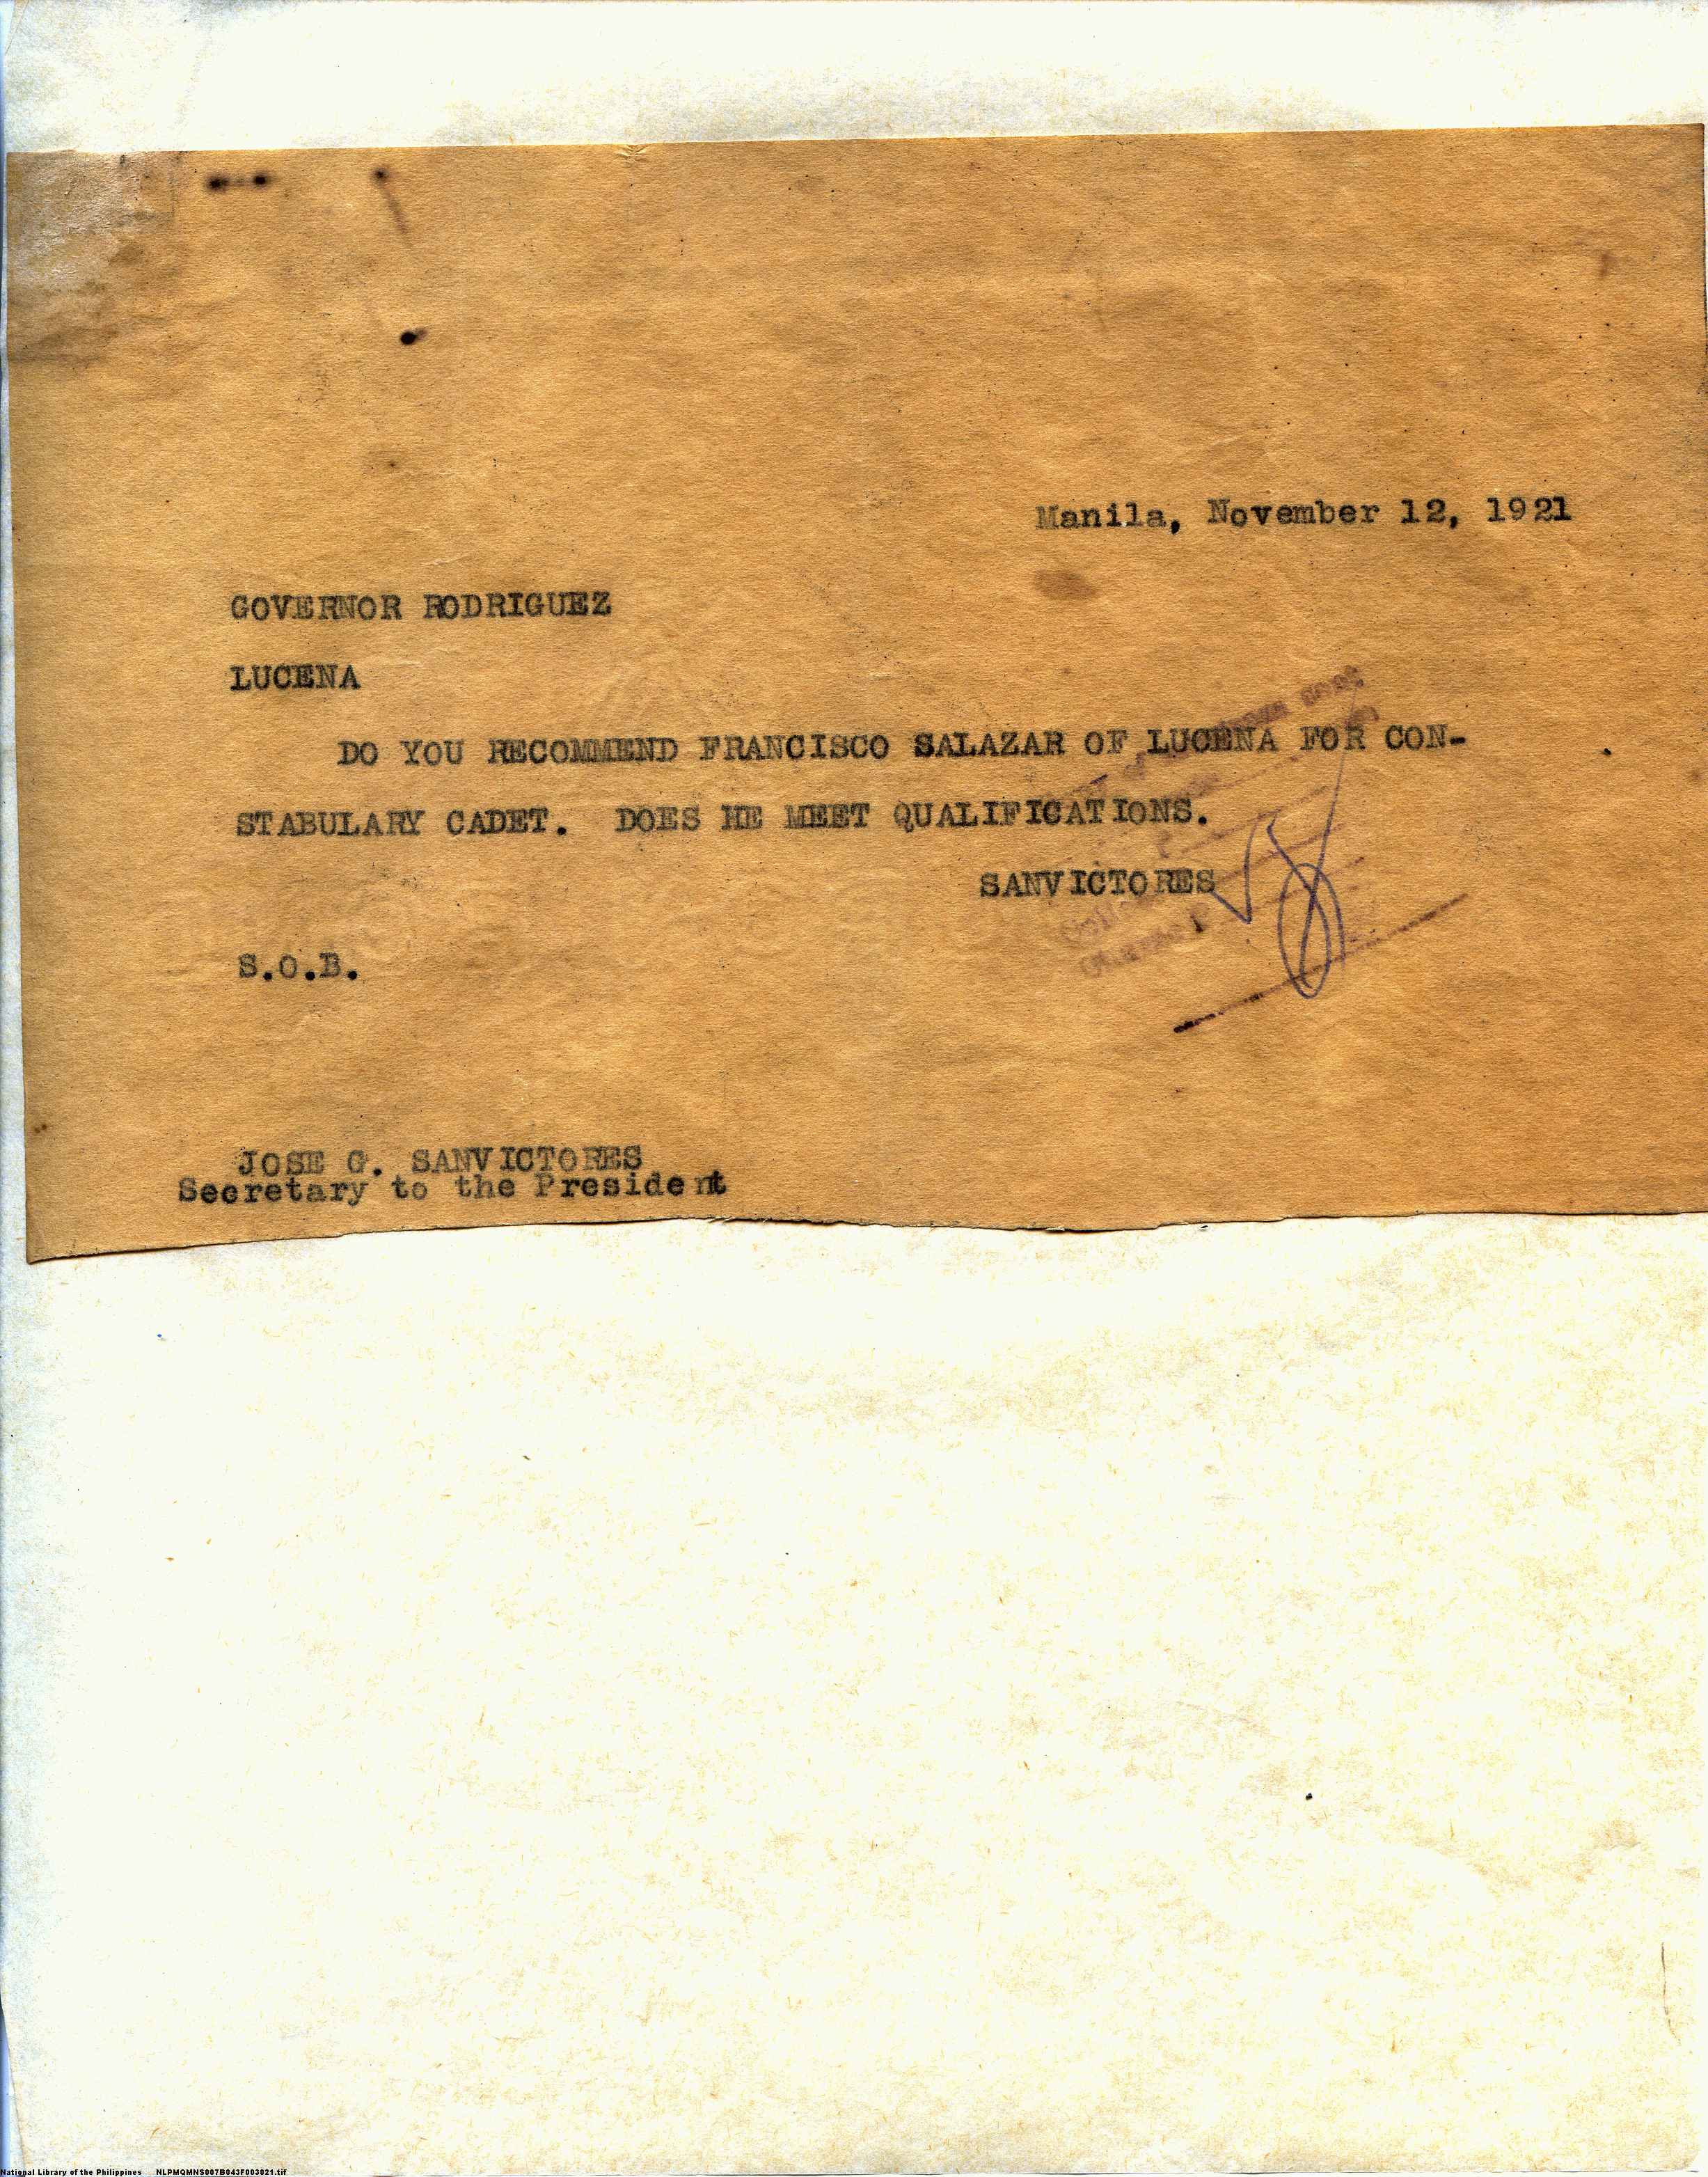 Manila, November 12, 1921
GOVERNOR RODRIGUEZ
LUCENA
DO YOU RECOMMEND FRANCISCO SALAZAR OF LUCENA FOR CON-
STABULARY CADET. DOES HE MEET QUALIFICATIONS.
SANVICTORES
S.O.B.
JOSE G. SANVICTORES
Secretary to the President
National Library of the Philippines NLPMQMNS007B043F003021.tif